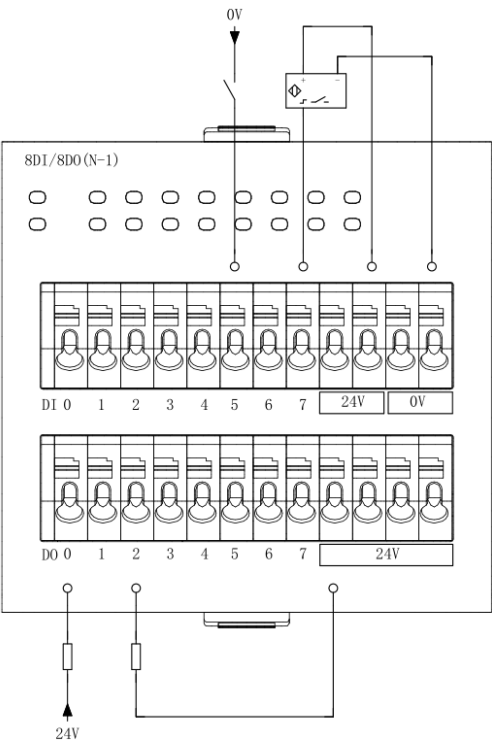 0V
+ -
8DI/8DO(N-1)
DI 0 1 2 3 4 5 6 7 24V 0V
DO 0 1 2 3 4 5 6 7 24V
24V